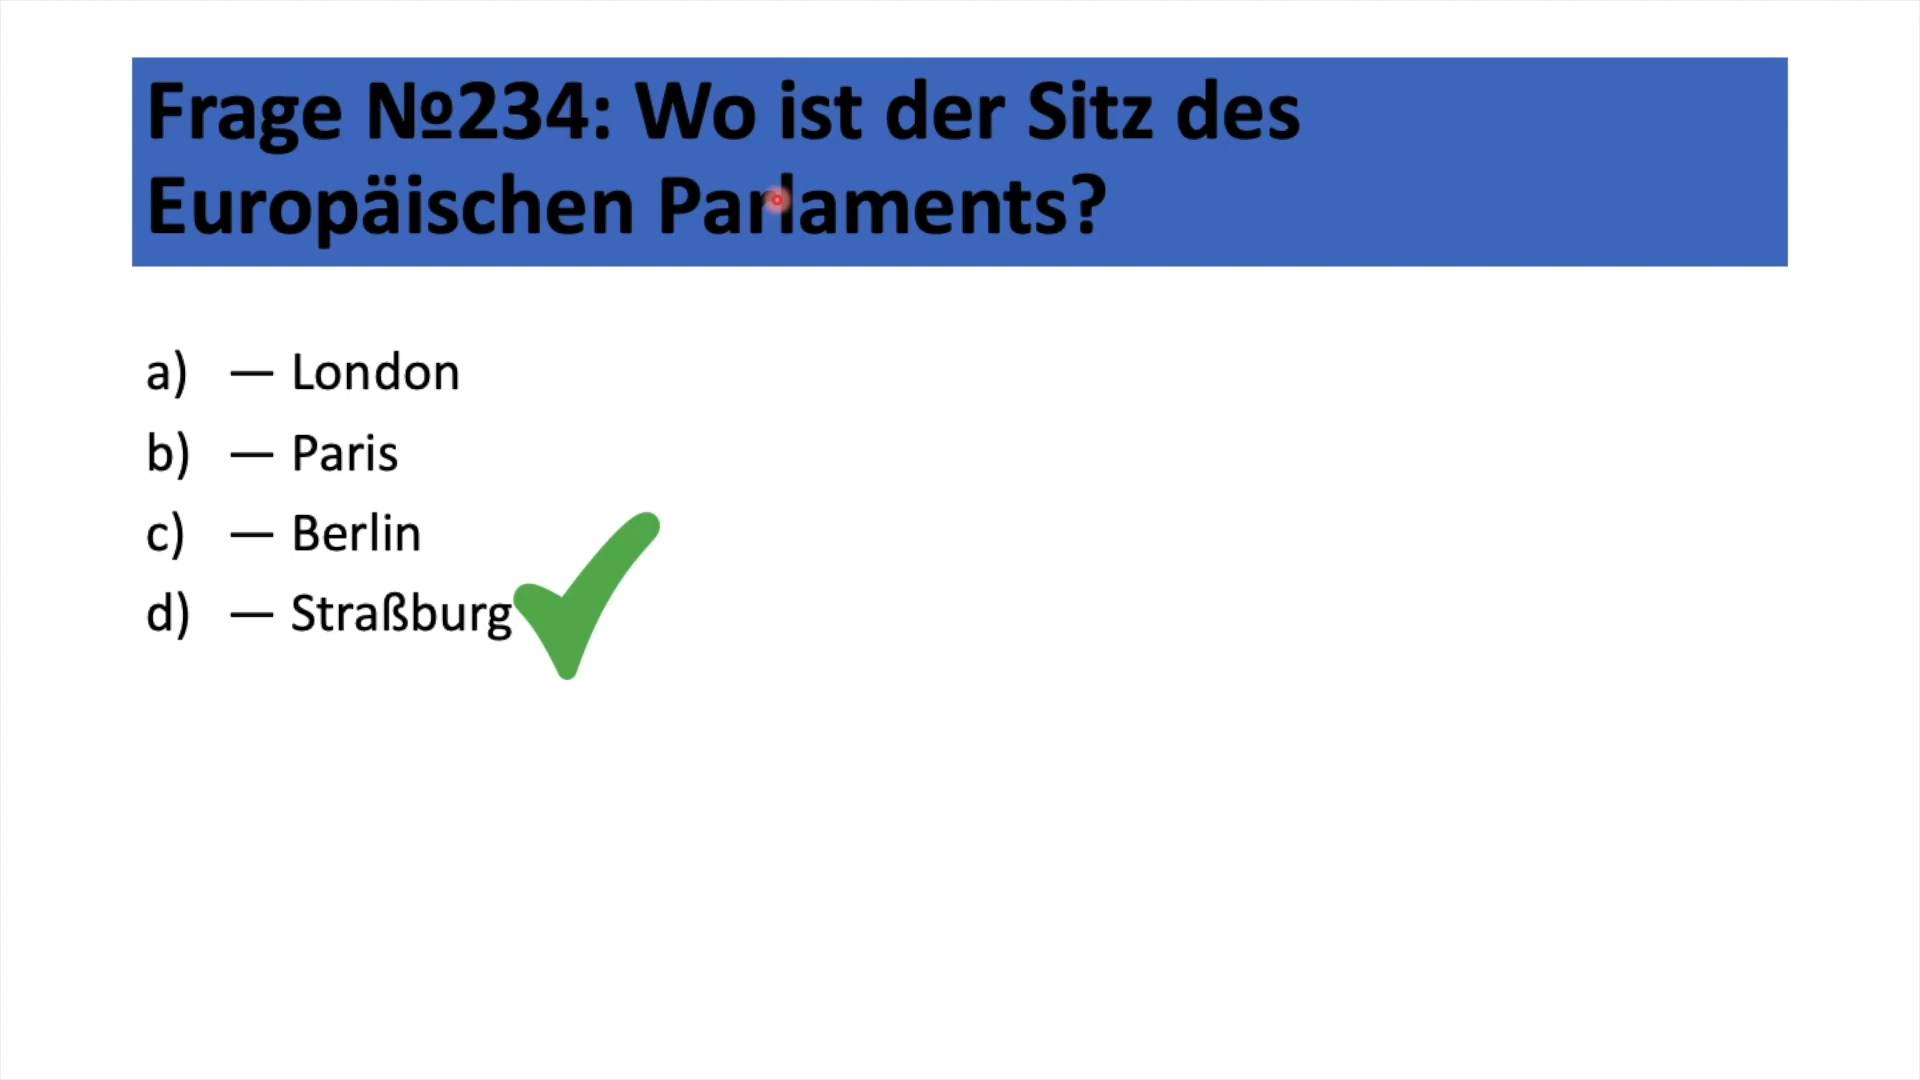 Frage №234: Wo ist der Sitz des
Europäischen Parlaments?
a) — London
b) — Paris
c) — Berlin
d) — Straßburg